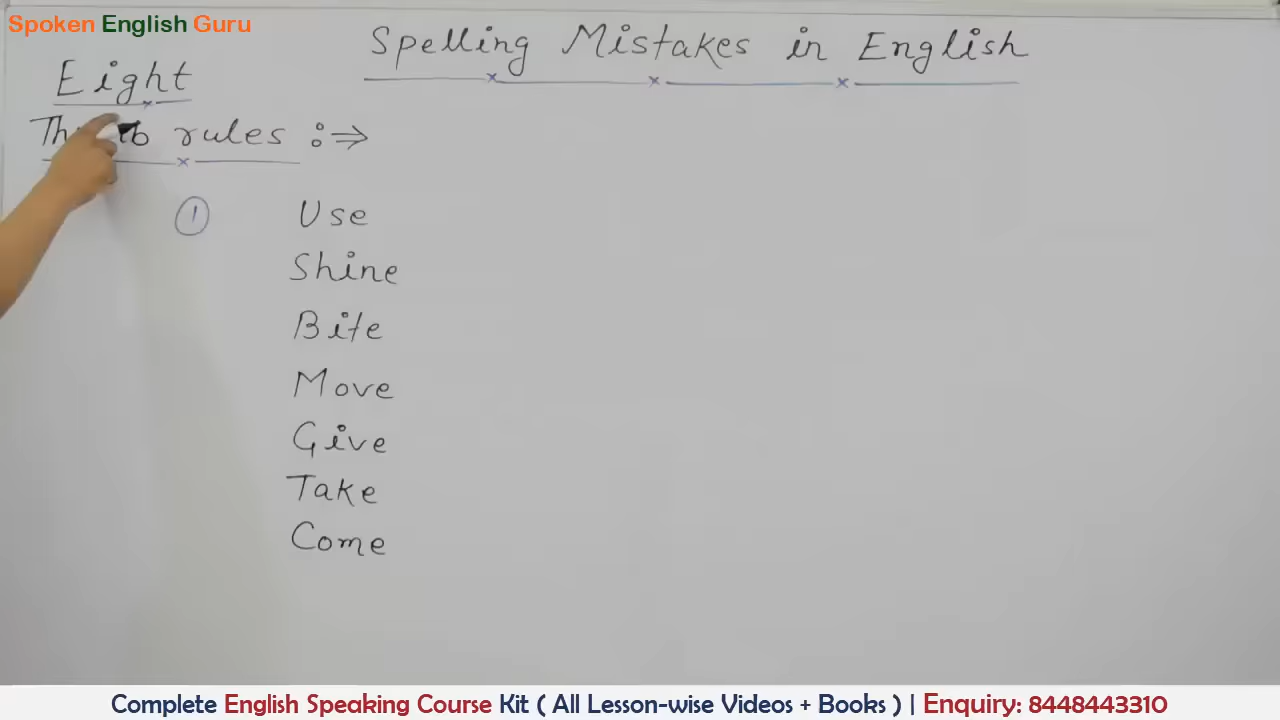 Spoken English Guru
Spelling Mistakes in English
Eight
rules :⇒
1 Use
Shine
Bite
Move
Give
Take
Come
Complete English Speaking Course Kit ( All Lesson-wise Videos + Books ) | Enquiry: 8448443310